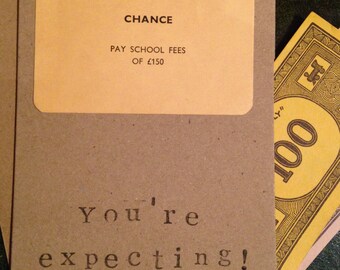 CHANCE
PAY SCHOOL FEES
OF £150
You're
expecting!
100